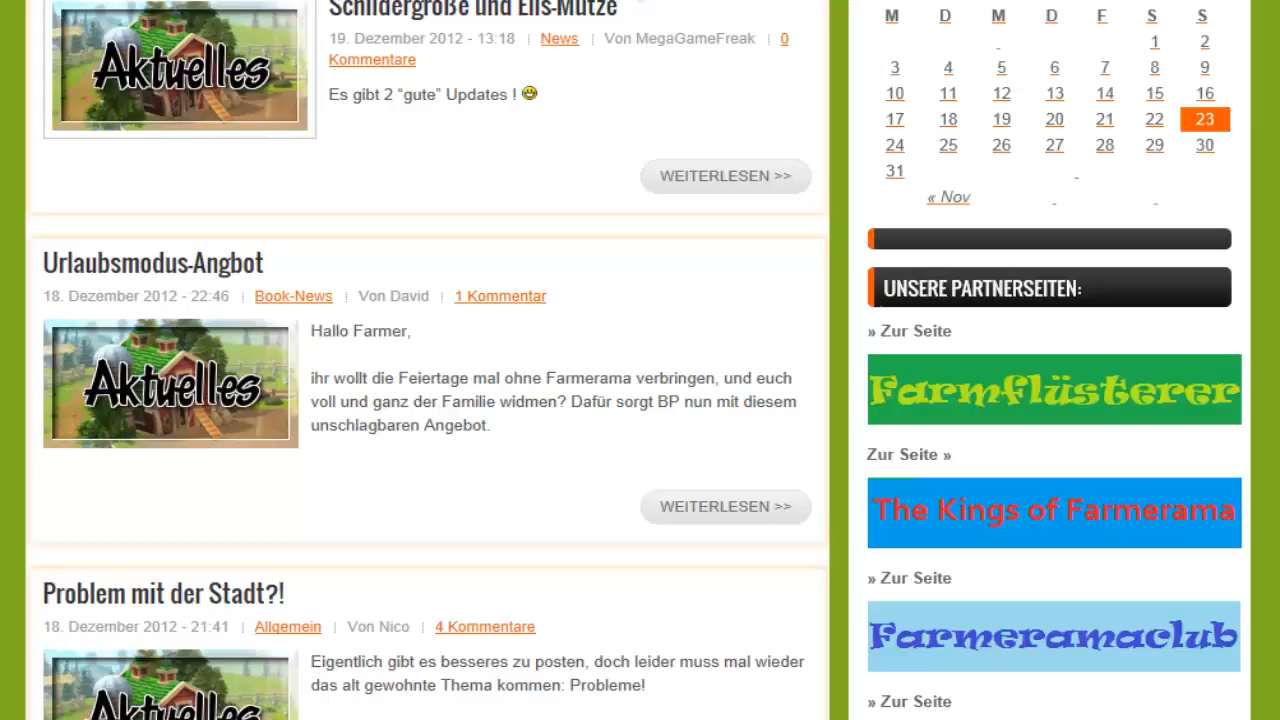 Schildergröße und Elfs-Mütze
19. Dezember 2012 - 13:18 News Von MegaGameFreak 0
Kommentare
Aktuelles
Es gibt 2 “gute” Updates !
WEITERLESEN >>
Urlaubsmodus-Angbot
18. Dezember 2012 - 22:46 Book-News Von David 1 Kommentar
Aktuelles
Hallo Farmer,
ihr wollt die Feiertage mal ohne Farmerama verbringen, und euch
voll und ganz der Familie widmen? Dafür sorgt BP nun mit diesem
unschlagbaren Angebot.
WEITERLESEN >>
Problem mit der Stadt?!
18. Dezember 2012 - 21:41 Allgemein Von Nico 4 Kommentare
Aktuelles
Eigentlich gibt es besseres zu posten, doch leider muss mal wieder
das alt gewohnte Thema kommen: Probleme!
M D M D F S S
1 2
3 4 5 6 7 8 9
10 11 12 13 14 15 16
17 18 19 20 21 22 23
24 25 26 27 28 29 30
31
« Nov
UNSERE PARTNERSEITEN:
» Zur Seite
Farmflüsterer
Zur Seite »
The Kings of Farmerama
» Zur Seite
Farmeramaclub
» Zur Seite